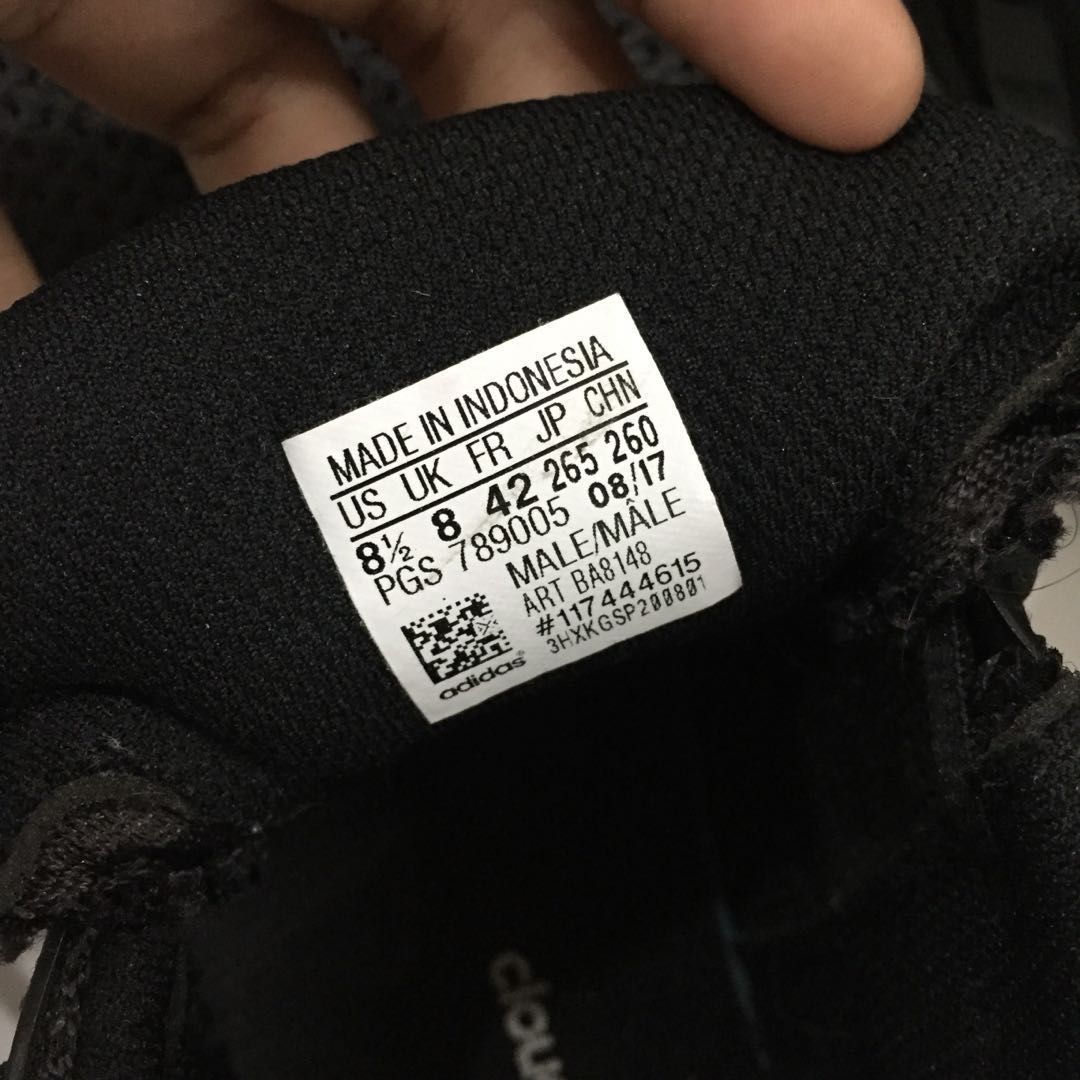 MADE IN INDONESIA
US UK FR JP CHN
8½ 8 42 265 260
PGS 789005 08/17
MALE/MÂLE
ART BA8148
#117444615
3HXKGSP200801
adidas®
clou